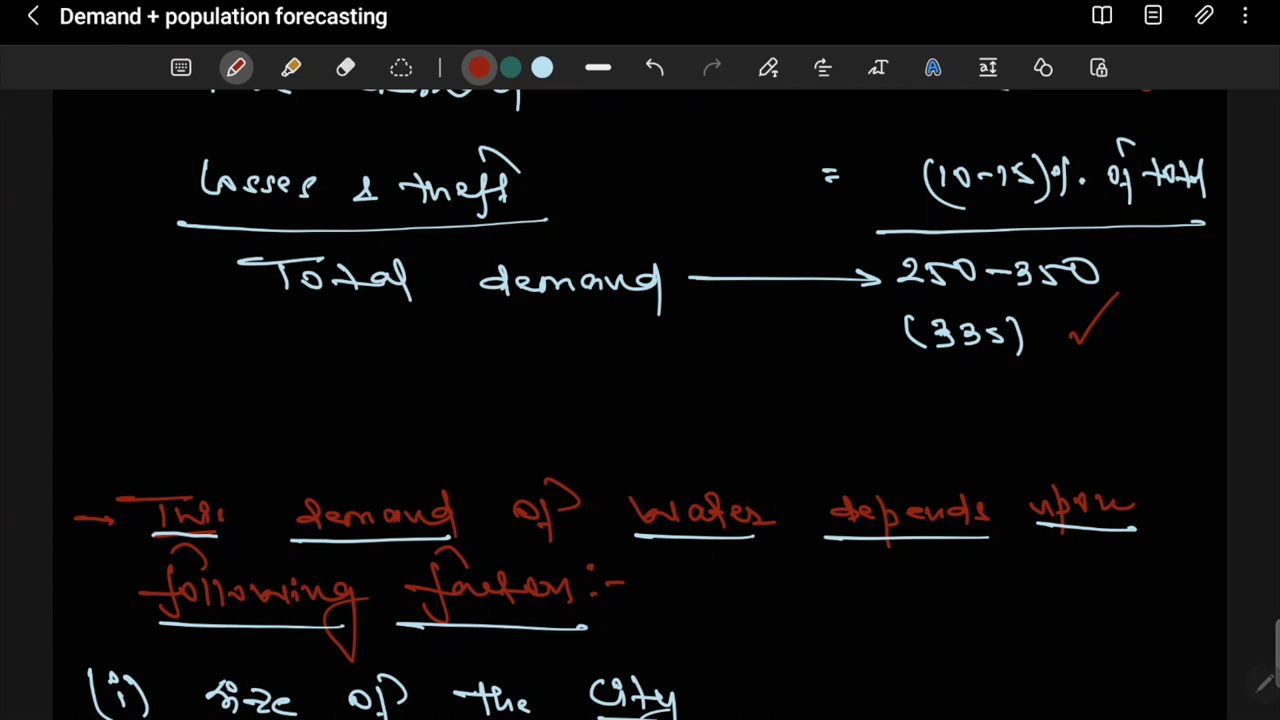 Demand + population forecasting
Losses & theft = (10-15)%. of total
Total demand → 250-350
(335) ✓
→ This demand of water depends upon
following factors:-
(i) size of the city